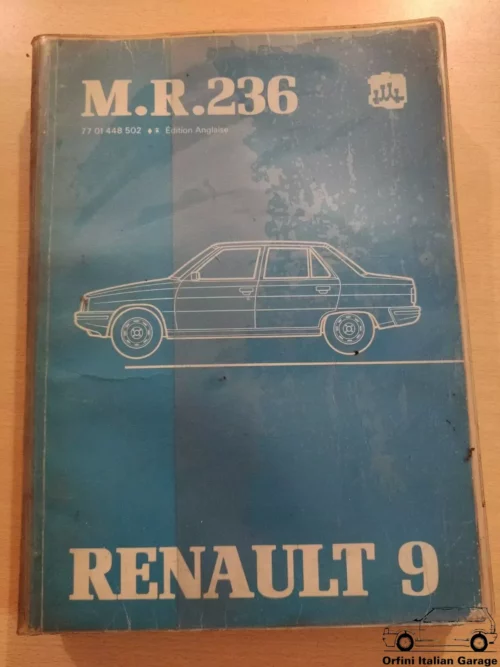 M.R.236
77 01 448 502 Edition Anglaise
RENAULT 9
Orfini Italian Garage